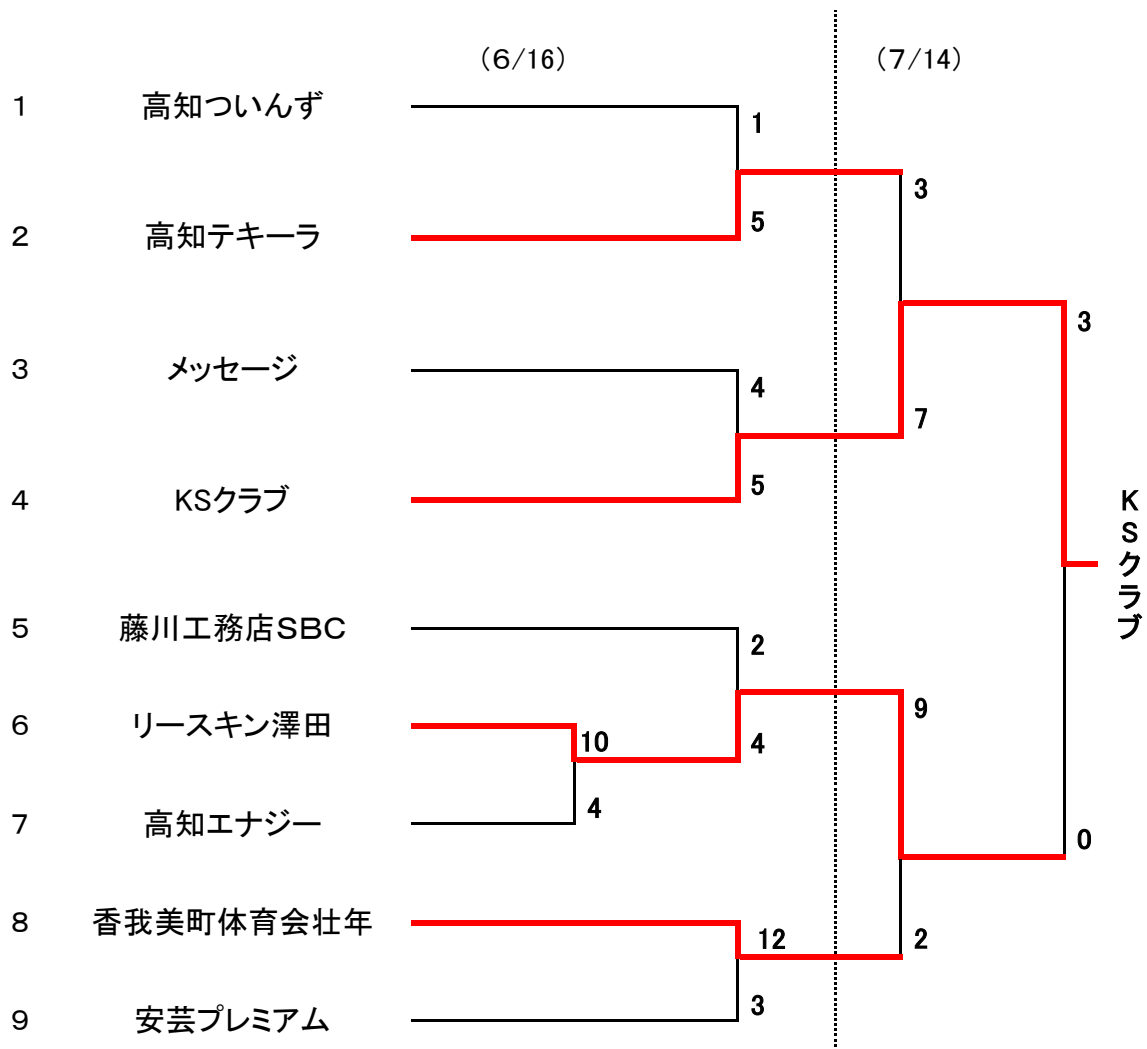 （6/16）
（7/14）
1 高知ついんず
1
3
2 高知テキーラ
5
3
3 メッセージ
4
7
4 KSクラブ
5
KSクラブ
5 藤川工務店SBC
2
9
6 リースキン澤田
10
4
4
7 高知エナジー
0
8 香我美町体育会壮年
12
2
3
9 安芸プレミアム